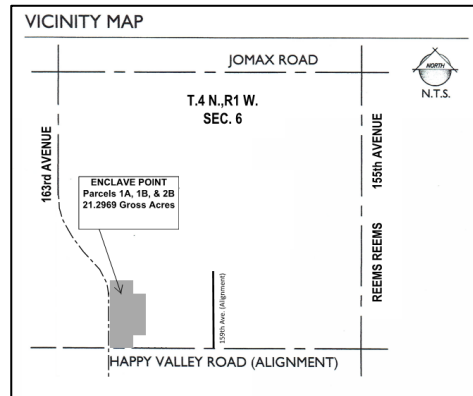 VICINITY MAP
JOMAX ROAD
NORTH
N.T.S.
T.4 N.,R1 W.
SEC. 6
163rd AVENUE
155th AVENUE
ENCLAVE POINT
Parcels 1A, 1B, & 2B
21.2969 Gross Acres
REEMS REEMS
159th Ave. (Alignment)
HAPPY VALLEY ROAD (ALIGNMENT)